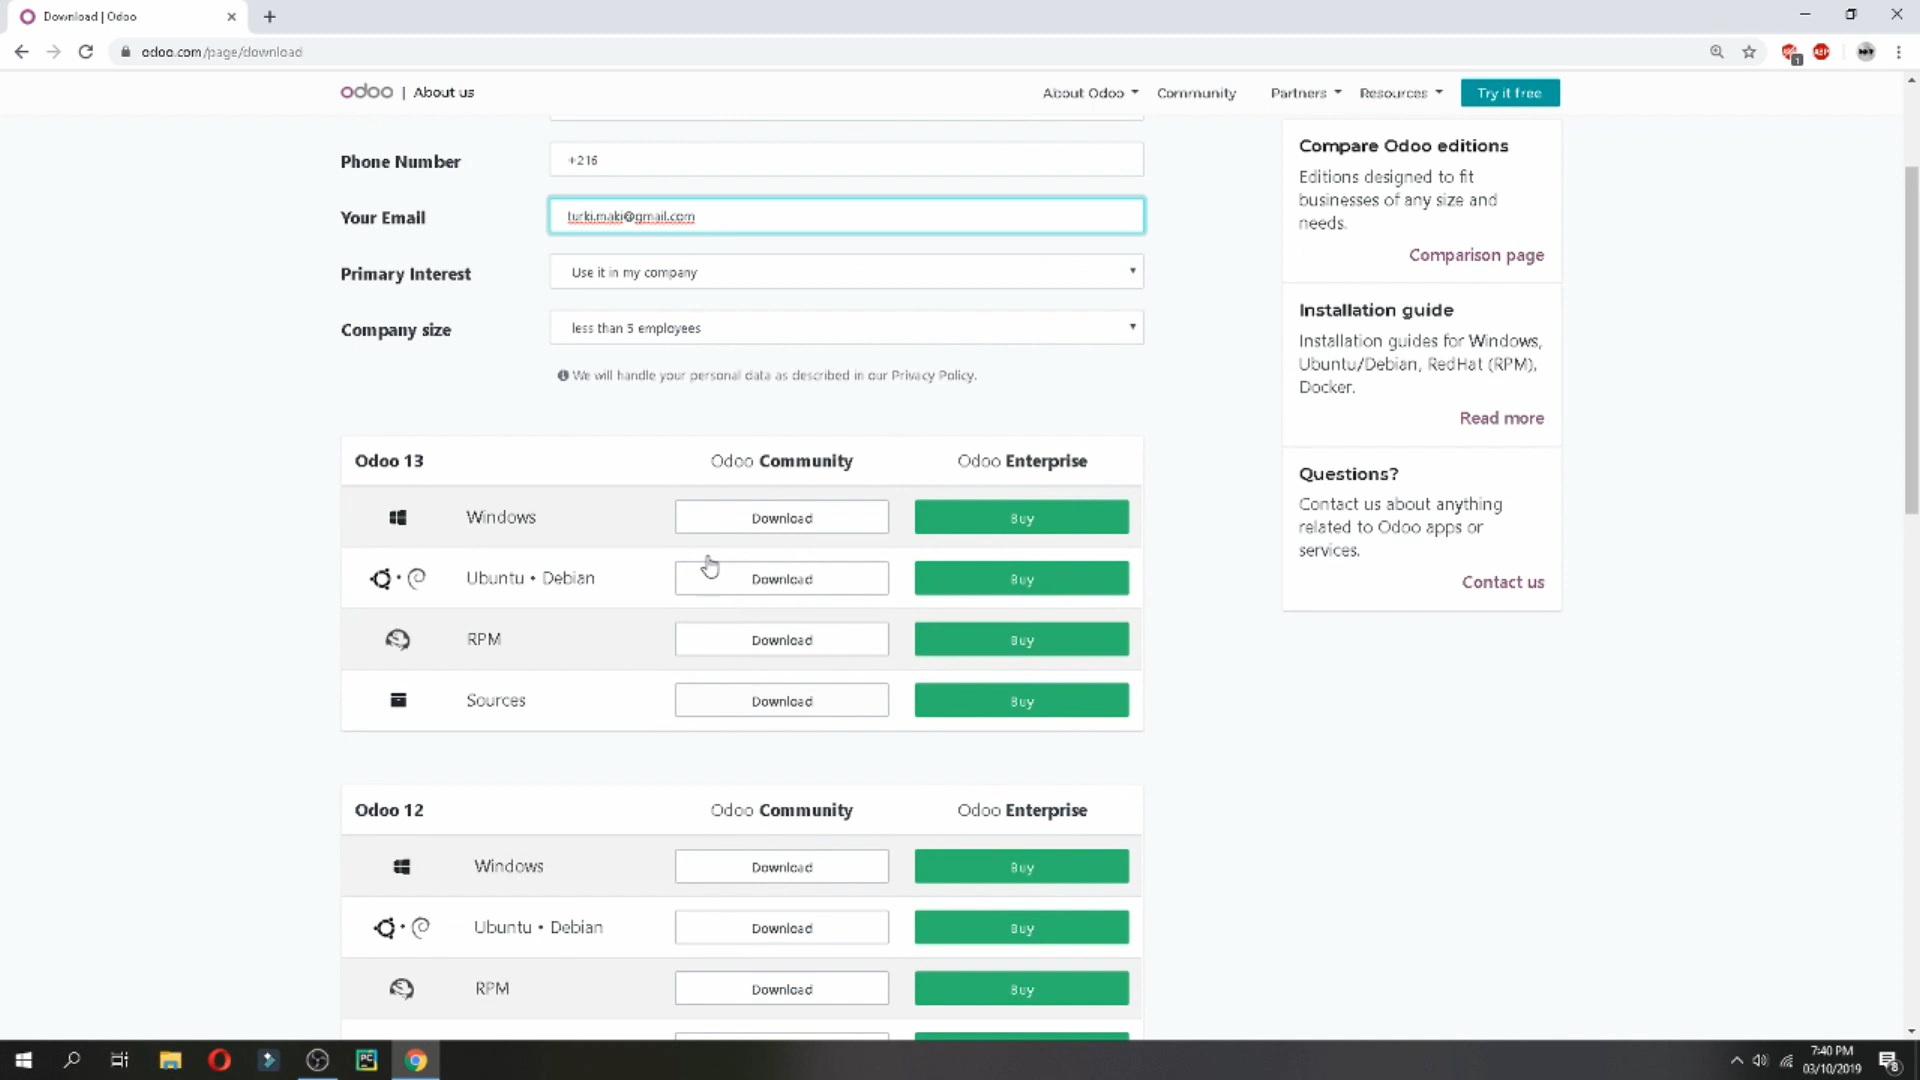 Download | Odoo
odoo.com/page/download
odoo | About us
About Odoo
Community
Partners
Resources
Try it free
Phone Number
+216
Your Email
turki.maki@gmail.com
Primary Interest
Use it in my company
Company size
less than 5 employees
We will handle your personal data as described in our Privacy Policy.
Compare Odoo editions
Editions designed to fit
businesses of any size and
needs.
Comparison page
Installation guide
Installation guides for Windows,
Ubuntu/Debian, RedHat (RPM),
Docker.
Read more
Questions?
Contact us about anything
related to Odoo apps or
services.
Contact us
Odoo 13 Odoo Community Odoo Enterprise
Windows Download Buy
Ubuntu • Debian Download Buy
RPM Download Buy
Sources Download Buy
Odoo 12 Odoo Community Odoo Enterprise
Windows Download Buy
Ubuntu • Debian Download Buy
RPM Download Buy
7:40 PM
03/10/2019